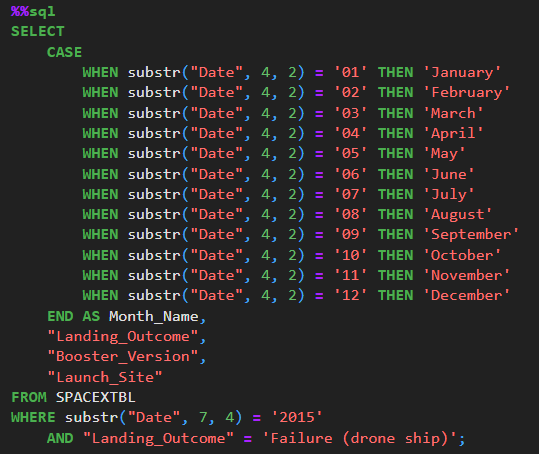 %%sql
SELECT
    CASE
        WHEN substr("Date", 4, 2) = '01' THEN 'January'
        WHEN substr("Date", 4, 2) = '02' THEN 'February'
        WHEN substr("Date", 4, 2) = '03' THEN 'March'
        WHEN substr("Date", 4, 2) = '04' THEN 'April'
        WHEN substr("Date", 4, 2) = '05' THEN 'May'
        WHEN substr("Date", 4, 2) = '06' THEN 'June'
        WHEN substr("Date", 4, 2) = '07' THEN 'July'
        WHEN substr("Date", 4, 2) = '08' THEN 'August'
        WHEN substr("Date", 4, 2) = '09' THEN 'September'
        WHEN substr("Date", 4, 2) = '10' THEN 'October'
        WHEN substr("Date", 4, 2) = '11' THEN 'November'
        WHEN substr("Date", 4, 2) = '12' THEN 'December'
    END AS Month_Name,
    "Landing_Outcome",
    "Booster_Version",
    "Launch_Site"
FROM SPACEXTBL
WHERE substr("Date", 7, 4) = '2015'
    AND "Landing_Outcome" = 'Failure (drone ship)';